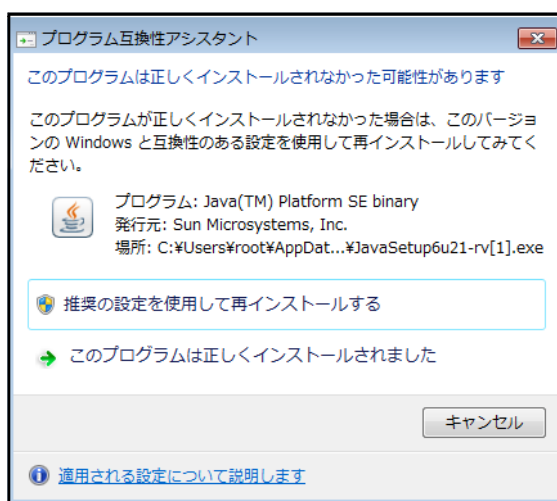 プログラム互換性アシスタント
このプログラムは正しくインストールされなかった可能性があります
このプログラムが正しくインストールされなかった場合は、このバージョ
ンの Windows と互換性のある設定を使用して再インストールしてみてく
ださい。
プログラム: Java(TM) Platform SE binary
発行元: Sun Microsystems, Inc.
場所: C:¥Users¥root¥AppDat...¥JavaSetup6u21-rv[1].exe
推奨の設定を使用して再インストールする
このプログラムは正しくインストールされました
キャンセル
適用される設定について説明します